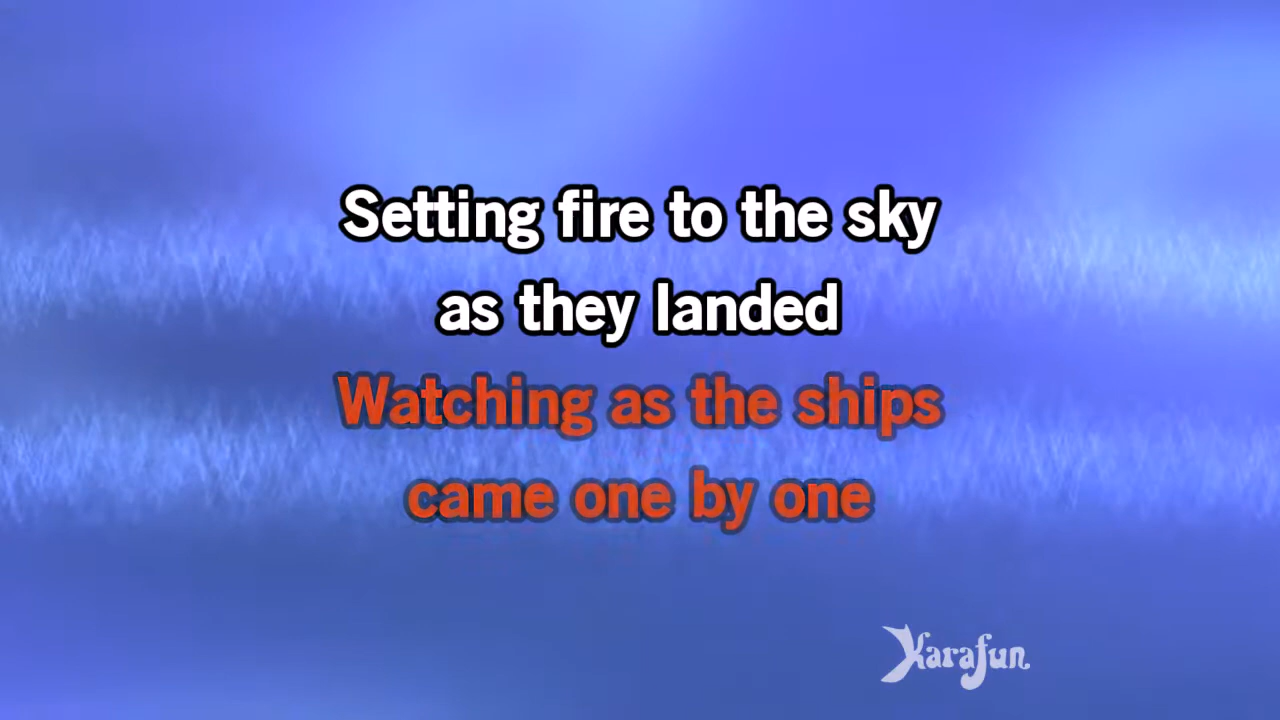 Setting fire to the sky
as they landed
Watching as the ships
came one by one
Karafun